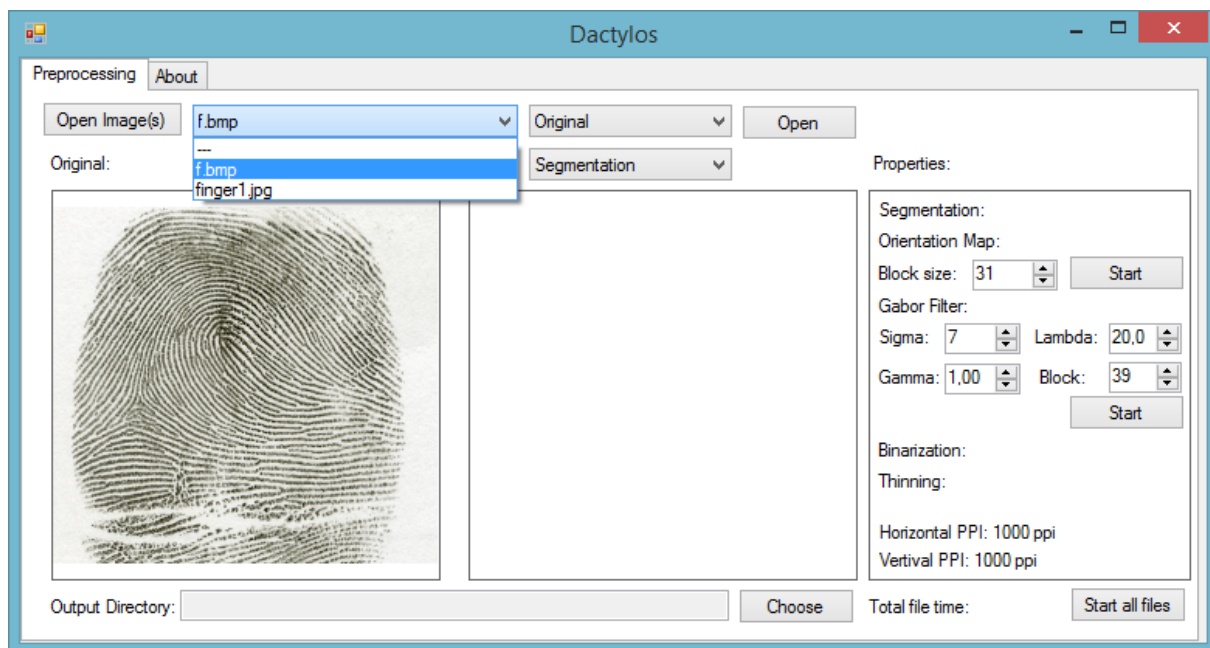 Dactylos
Preprocessing About
Open Image(s) f.bmp Original Open
---
Original: f.bmp Segmentation Properties:
finger1.jpg
Segmentation:
Orientation Map:
Block size: 31 Start
Gabor Filter:
Sigma: 7 Lambda: 20,0
Gamma: 1,00 Block: 39
Start
Binarization:
Thinning:
Horizontal PPI: 1000 ppi
Vertival PPI: 1000 ppi
Output Directory: Choose Total file time: Start all files